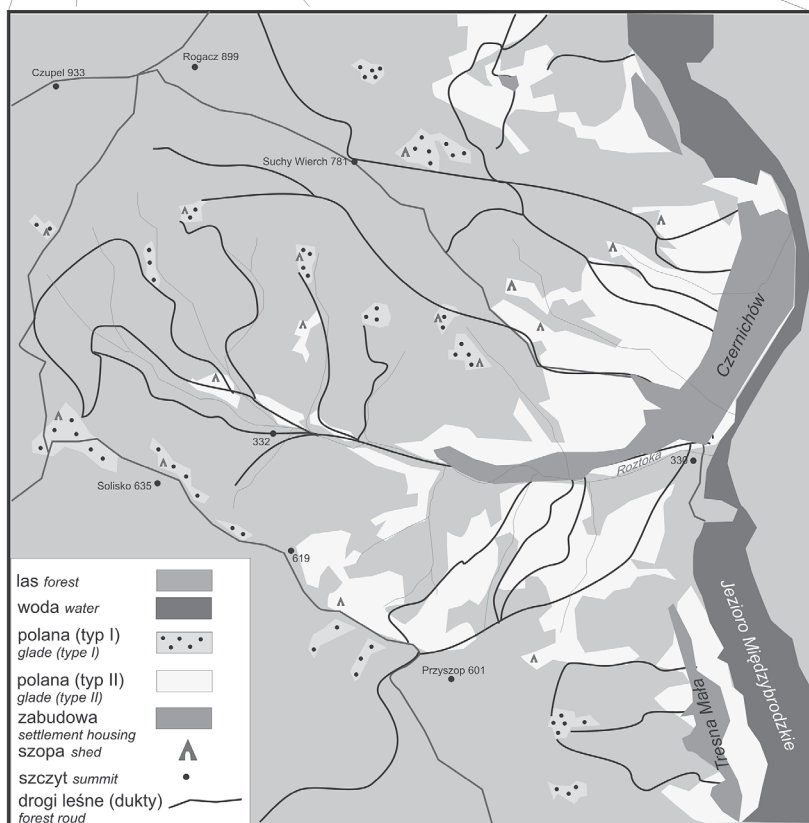 Rogacz 899
Czupel 933
Suchy Wierch 781
Czernichów
332
Roztoka
330
Solisko 635
619
Przyszop 601
Jezioro Międzybrodzkie
Tresna Mała
las forest
woda water
polana (typ I)
glade (type I)
polana (typ II)
glade (type II)
zabudowa
settlement housing
szopa shed
szczyt summit
drogi leśne (dukty)
forest roud